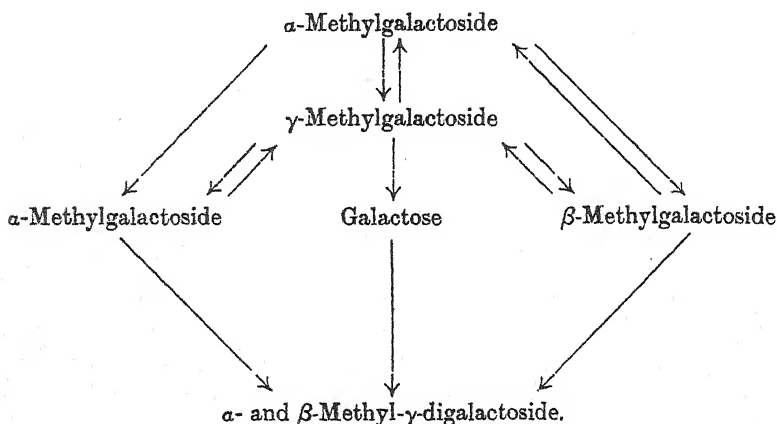 α-Methylgalactoside
γ-Methylgalactoside
α-Methylgalactoside Galactose β-Methylgalactoside
α- and β-Methyl-γ-digalactoside.